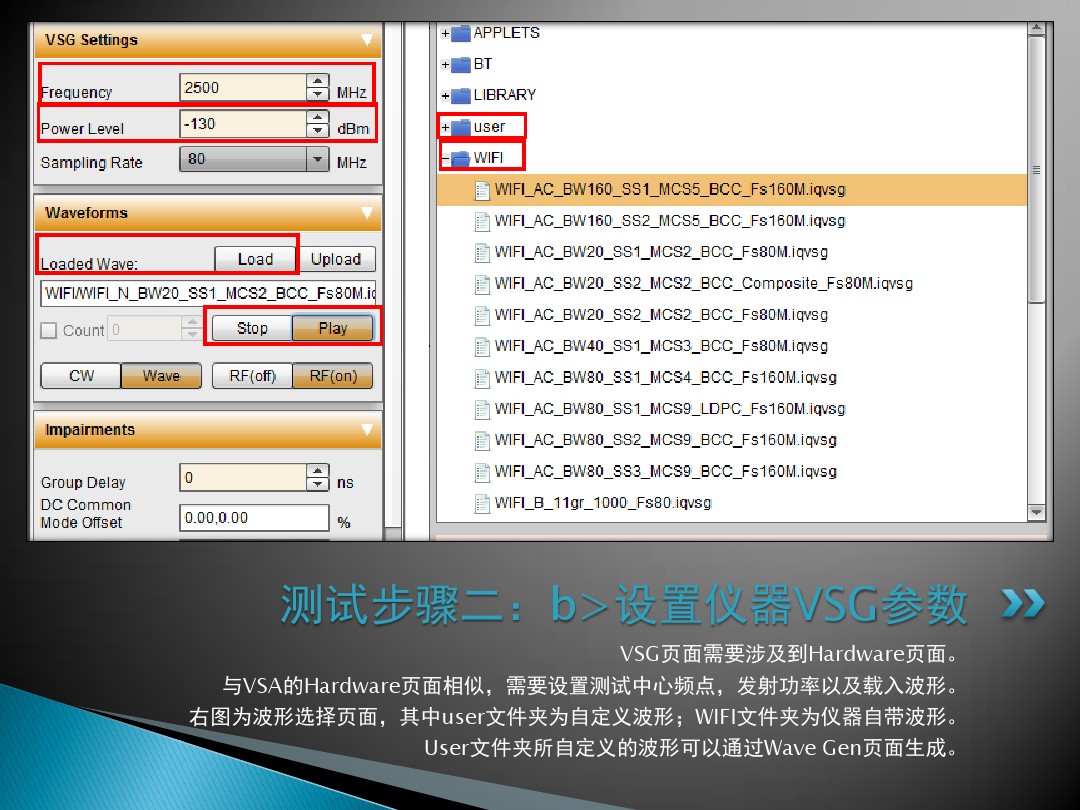 VSG Settings
Frequency 2500 MHz
Power Level -130 dBm
Sampling Rate 80 MHz
Waveforms
Loaded Wave: Load Upload
WIFI/WIFI_N_BW20_SS1_MCS2_BCC_Fs80M.ic
Count 0 Stop Play
CW Wave RF(off) RF(on)
Impairments
Group Delay 0 ns
DC Common
Mode Offset 0.00,0.00 %
APPLETS
BT
LIBRARY
user
WIFI
WIFI_AC_BW160_SS1_MCS5_BCC_Fs160M.iqvsg
WIFI_AC_BW160_SS2_MCS5_BCC_Fs160M.iqvsg
WIFI_AC_BW20_SS1_MCS2_BCC_Fs80M.iqvsg
WIFI_AC_BW20_SS2_MCS2_BCC_Composite_Fs80M.iqvsg
WIFI_AC_BW20_SS2_MCS2_BCC_Fs80M.iqvsg
WIFI_AC_BW40_SS1_MCS3_BCC_Fs80M.iqvsg
WIFI_AC_BW80_SS1_MCS4_BCC_Fs160M.iqvsg
WIFI_AC_BW80_SS1_MCS9_LDPC_Fs160M.iqvsg
WIFI_AC_BW80_SS2_MCS9_BCC_Fs160M.iqvsg
WIFI_AC_BW80_SS3_MCS9_BCC_Fs160M.iqvsg
WIFI_B_11gr_1000_Fs80.iqvsg
测试步骤二：b>设置仪器VSG参数
VSG页面需要涉及到Hardware页面。
与VSA的Hardware页面相似，需要设置测试中心频点，发射功率以及载入波形。
右图为波形选择页面，其中user文件夹为自定义波形；WIFI文件夹为仪器自带波形。
User文件夹所自定义的波形可以通过Wave Gen页面生成。